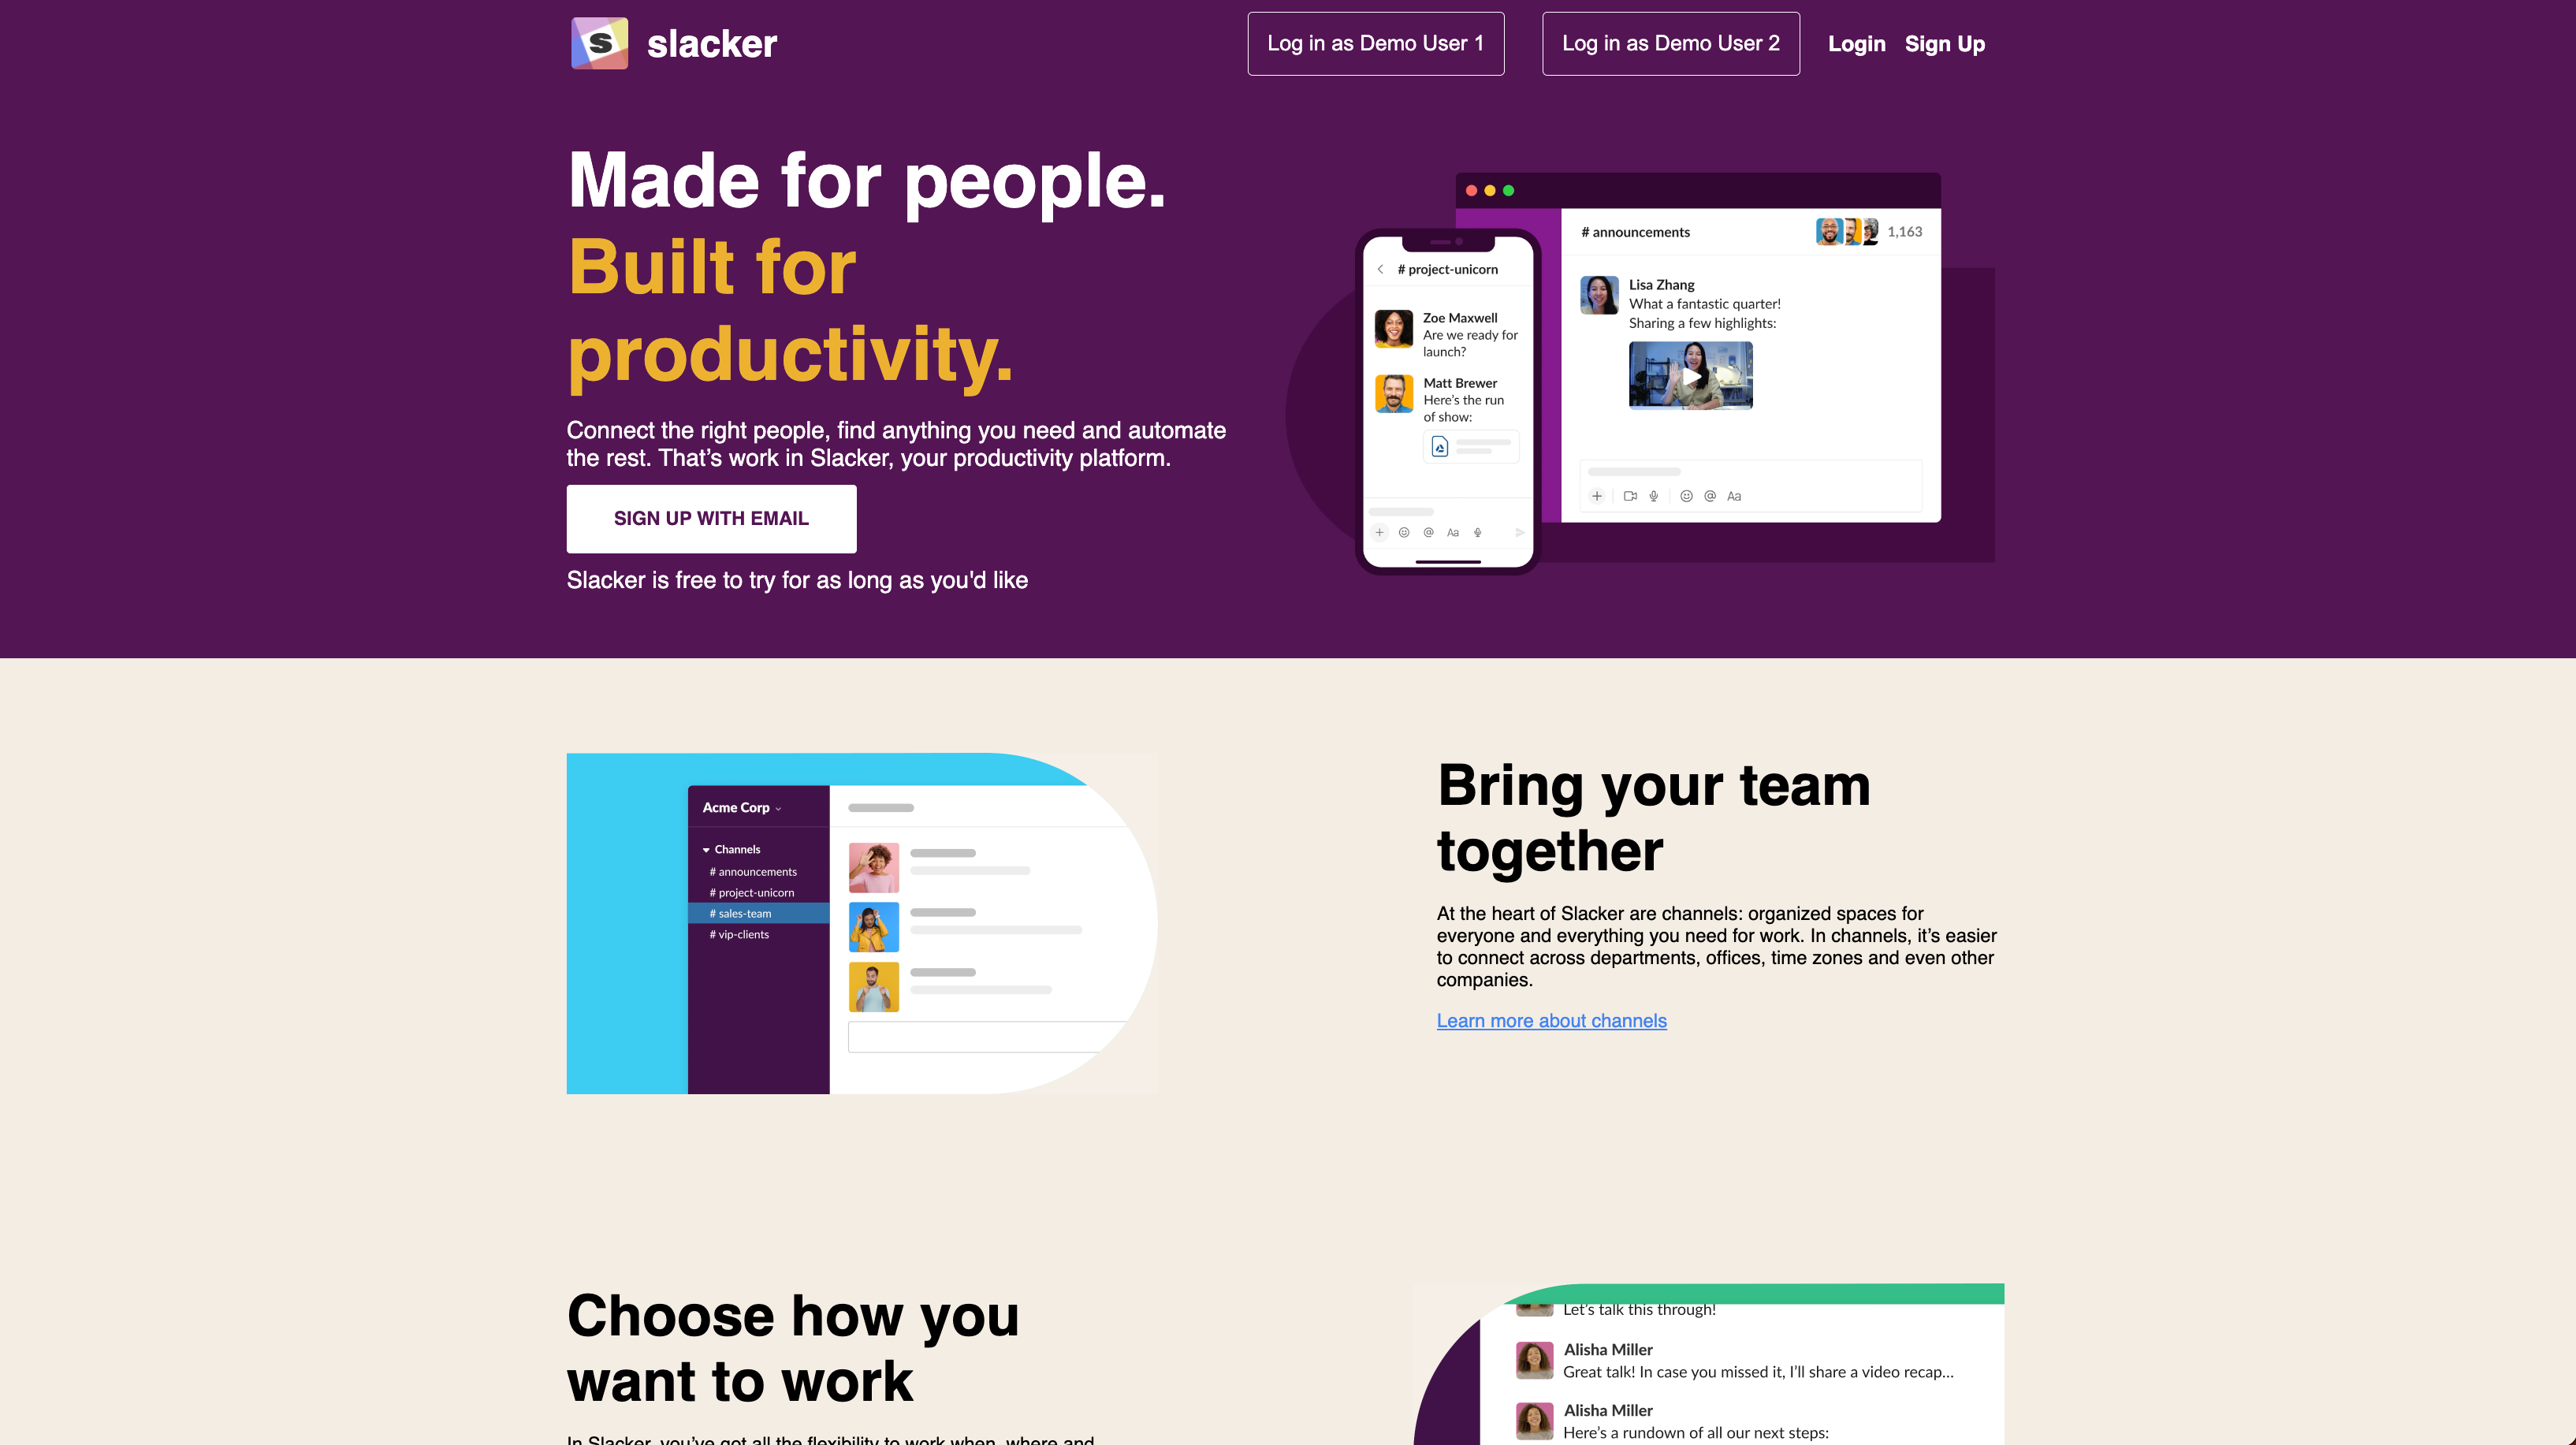 S slacker
Log in as Demo User 1
Log in as Demo User 2
Login
Sign Up
Made for people.
Built for
productivity.
Connect the right people, find anything you need and automate
the rest. That’s work in Slacker, your productivity platform.
SIGN UP WITH EMAIL
Slacker is free to try for as long as you'd like
# announcements
1,163
Lisa Zhang
What a fantastic quarter!
Sharing a few highlights:
Aa
# project-unicorn
Zoe Maxwell
Are we ready for
launch?
Matt Brewer
Here’s the run
of show:
Aa
Acme Corp
Channels
# announcements
# project-unicorn
# sales-team
# vip-clients
Bring your team
together
At the heart of Slacker are channels: organized spaces for
everyone and everything you need for work. In channels, it’s easier
to connect across departments, offices, time zones and even other
companies.
Learn more about channels
Choose how you
want to work
In Slacker, you’ve got all the flexibility to work when, where and
Let’s talk this through!
Alisha Miller
Great talk! In case you missed it, I’ll share a video recap...
Alisha Miller
Here’s a rundown of all our next steps: